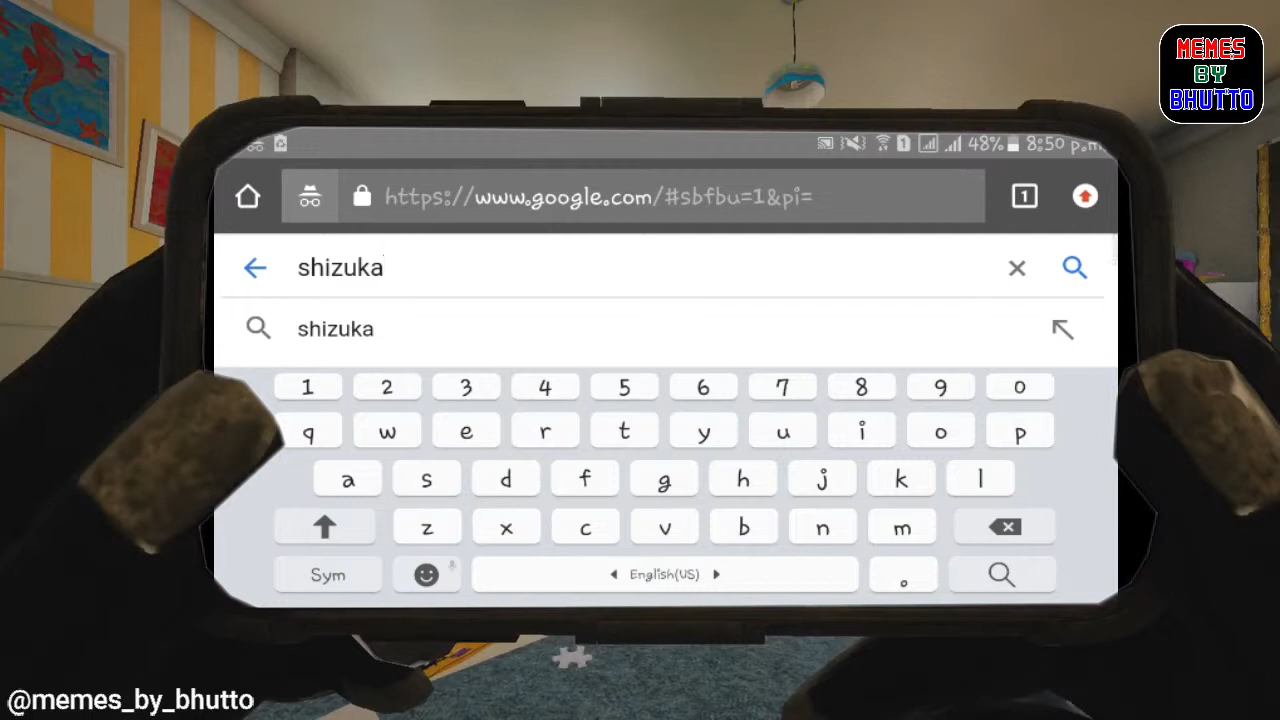 MEMES
BY
BHUTTO
1
48%
8:50 p.m
https://www.google.com/#sbfbu=1&pi=
1
shizuka
shizuka
1 2 3 4 5 6 7 8 9 0
q w e r t y u i o p
a s d f g h j k l
z x c v b n m
Sym
English(US)
.
@memes_by_bhutto